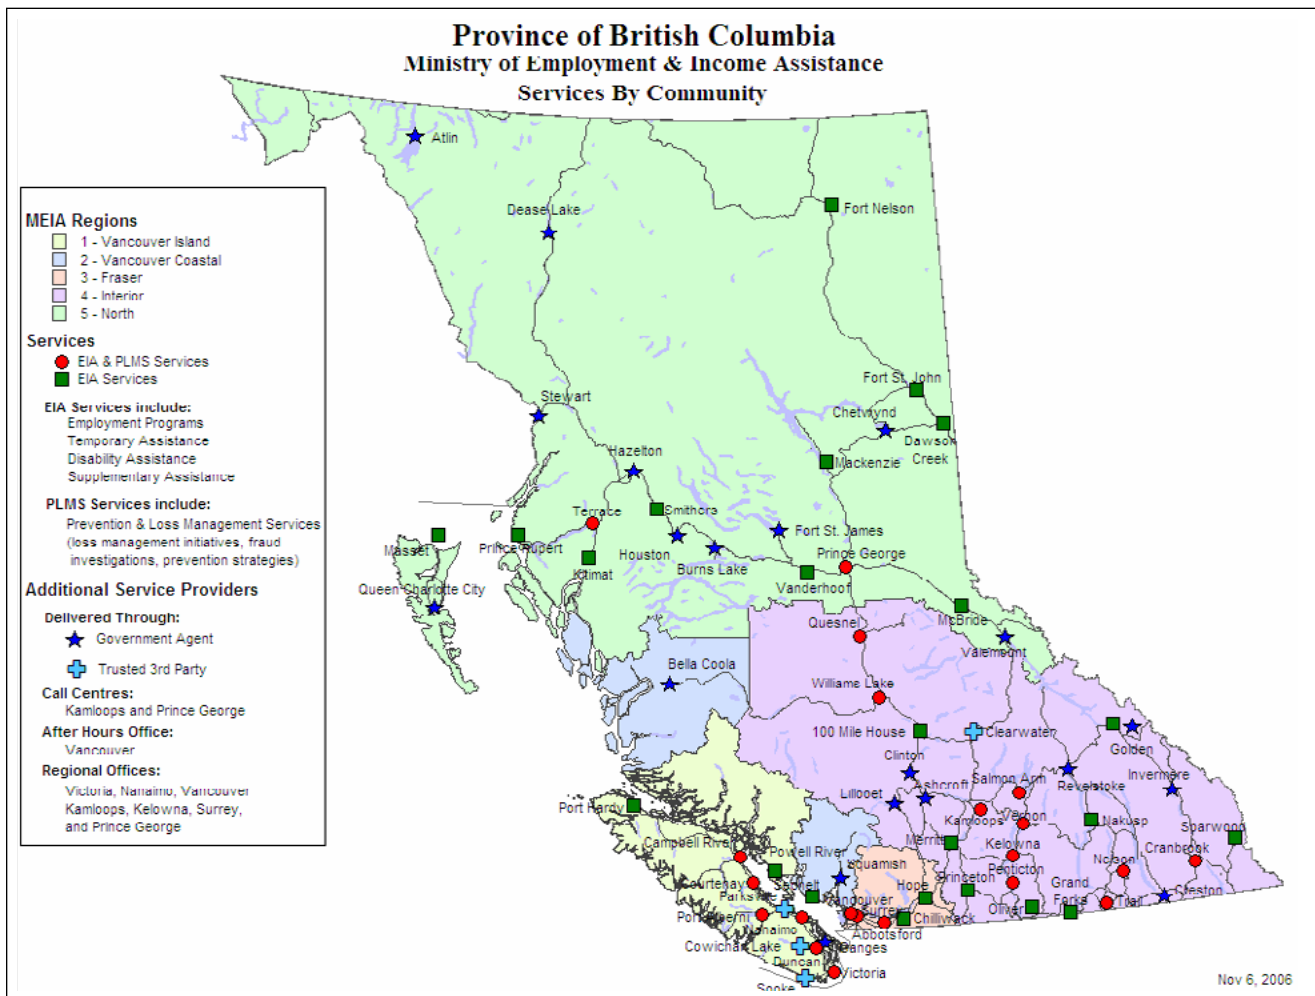 Province of British Columbia
Ministry of Employment & Income Assistance
Services By Community
Atlin
Dease Lake
Fort Nelson
MEIA Regions
1 - Vancouver Island
2 - Vancouver Coastal
3 - Fraser
4 - Interior
5 - North
Services
EIA & PLMS Services
EIA Services
EIA Services include:
Employment Programs
Temporary Assistance
Disability Assistance
Supplementary Assistance
PLMS Services include:
Prevention & Loss Management Services
(loss management initiatives, fraud
investigations, prevention strategies)
Additional Service Providers
Delivered Through:
Government Agent
Trusted 3rd Party
Call Centres:
Kamloops and Prince George
After Hours Office:
Vancouver
Regional Offices:
Victoria, Nanaimo, Vancouver
Kamloops, Kelowna, Surrey,
and Prince George
Fort St. John
Stewart
Chetwynd
Dawson
Creek
Hazelton
Mackenzie
Terrace
Smithers
Fort St. James
Masset
Prince Rupert
Houston
Prince George
Kitimat
Burns Lake
Queen Charlotte City
Vanderhoof
McBride
Quesnel
Valemount
Bella Coola
Williams Lake
100 Mile House
Clearwater
Golden
Clinton
Salmon Arm
Invermere
Ashcroft
Revelstoke
Lillooet
Port Hardy
Kamloops
Vernon
Nakusp
Sparwood
Campbell River
Merritt
Kelowna
Cranbrook
Powell River
Squamish
Penticton
Nelson
Courtenay
Sechelt
Hope
Princeton
Grand
Forks
Creston
Parksville
Vancouver
Oliver
Trail
Port Alberni
Surrey
Chilliwack
Nanaimo
Abbotsford
Cowichan Lake
Ganges
Duncan
Victoria
Sooke
Nov 6, 2006